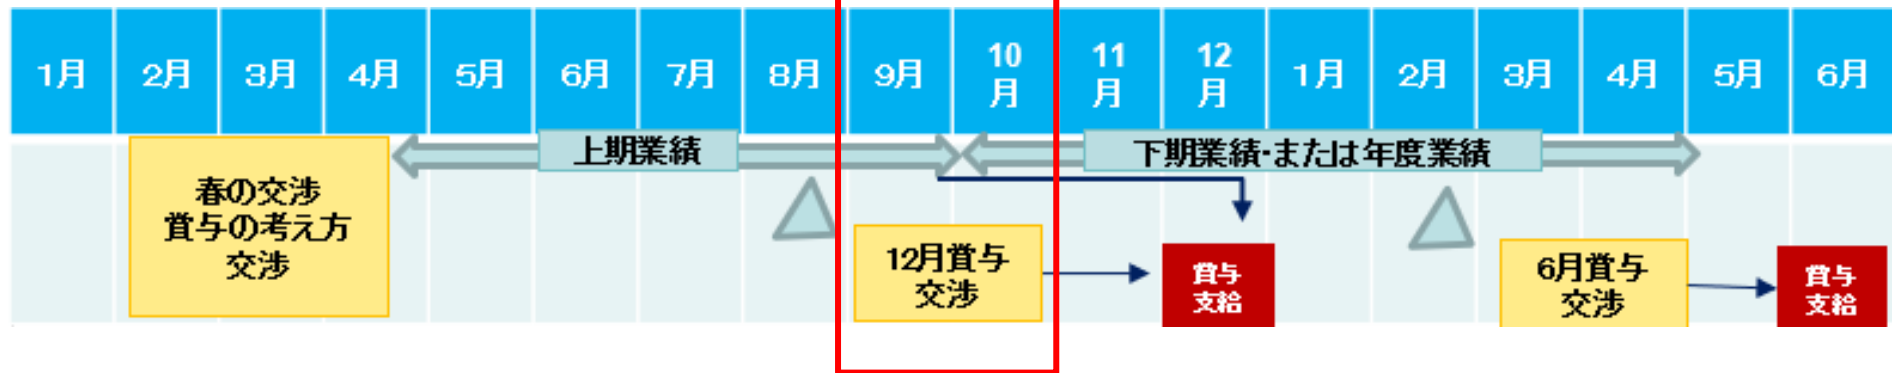 1月
2月
3月
4月
5月
6月
7月
8月
9月
10
月
11
月
12
月
1月
2月
3月
4月
5月
6月
上期業績
下期業績・または年度業績
春の交渉
賞与の考え方
交渉
12月賞与
交渉
賞与
支給
6月賞与
交渉
賞与
支給